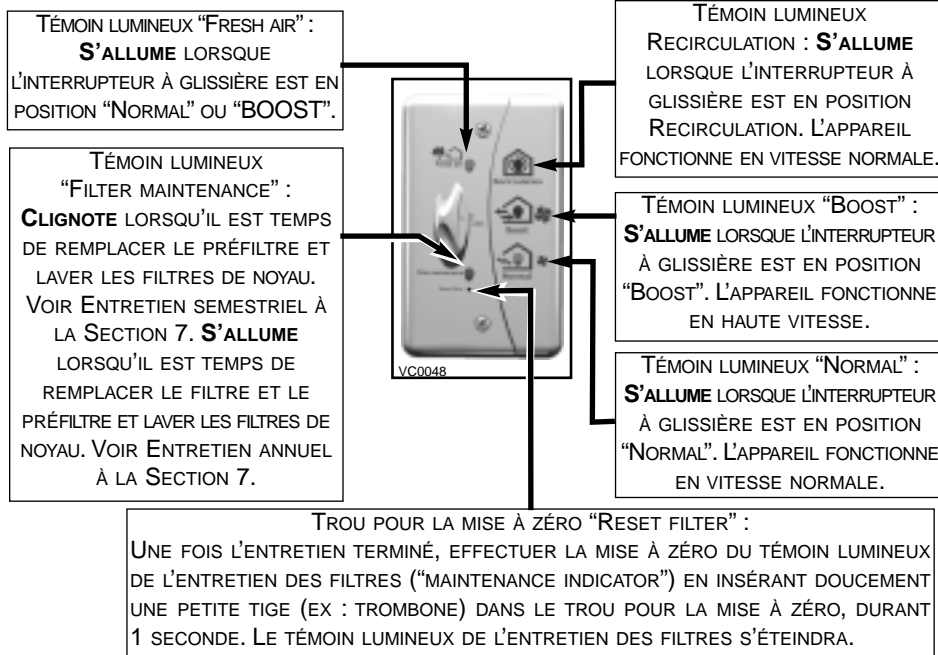 TÉMOIN LUMINEUX “FRESH AIR” :
S’ALLUME LORSQUE
L’INTERRUPTEUR À GLISSIÈRE EST EN
POSITION “NORMAL” OU “BOOST”.
TÉMOIN LUMINEUX
“FILTER MAINTENANCE” :
CLIGNOTE LORSQU’IL EST TEMPS
DE REMPLACER LE PRÉFILTRE ET
LAVER LES FILTRES DE NOYAU.
VOIR ENTRETIEN SEMESTRIEL À
LA SECTION 7. S’ALLUME
LORSQU’IL EST TEMPS DE
REMPLACER LE FILTRE ET LE
PRÉFILTRE ET LAVER LES FILTRES DE
NOYAU. VOIR ENTRETIEN ANNUEL
À LA SECTION 7.
Recirculation
Boost
Normal
VC0048
TÉMOIN LUMINEUX
RECIRCULATION : S’ALLUME
LORSQUE L’INTERRUPTEUR À
GLISSIÈRE EST EN POSITION
RECIRCULATION. L’APPAREIL
FONCTIONNE EN VITESSE NORMALE.
TÉMOIN LUMINEUX “BOOST” :
S’ALLUME LORSQUE L’INTERRUPTEUR
À GLISSIÈRE EST EN POSITION
“BOOST”. L’APPAREIL FONCTIONNE
EN HAUTE VITESSE.
TÉMOIN LUMINEUX “NORMAL” :
S’ALLUME LORSQUE L’INTERRUPTEUR
À GLISSIÈRE EST EN POSITION
“NORMAL”. L’APPAREIL FONCTIONNE
EN VITESSE NORMALE.
TROU POUR LA MISE À ZÉRO “RESET FILTER” :
UNE FOIS L’ENTRETIEN TERMINÉ, EFFECTUER LA MISE À ZÉRO DU TÉMOIN LUMINEUX
DE L’ENTRETIEN DES FILTRES (“MAINTENANCE INDICATOR”) EN INSÉRANT DOUCEMENT
UNE PETITE TIGE (EX : TROMBONE) DANS LE TROU POUR LA MISE À ZÉRO, DURANT
1 SECONDE. LE TÉMOIN LUMINEUX DE L’ENTRETIEN DES FILTRES S’ÉTEINDRA.